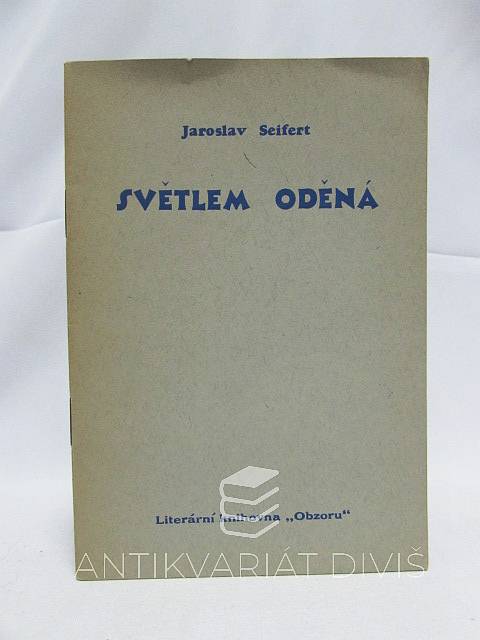 Jaroslav Seifert
SVĚTLEM ODĚNÁ
Literární knihovna „Obzoru“
ANTIKVARIÁT DIVIŠ